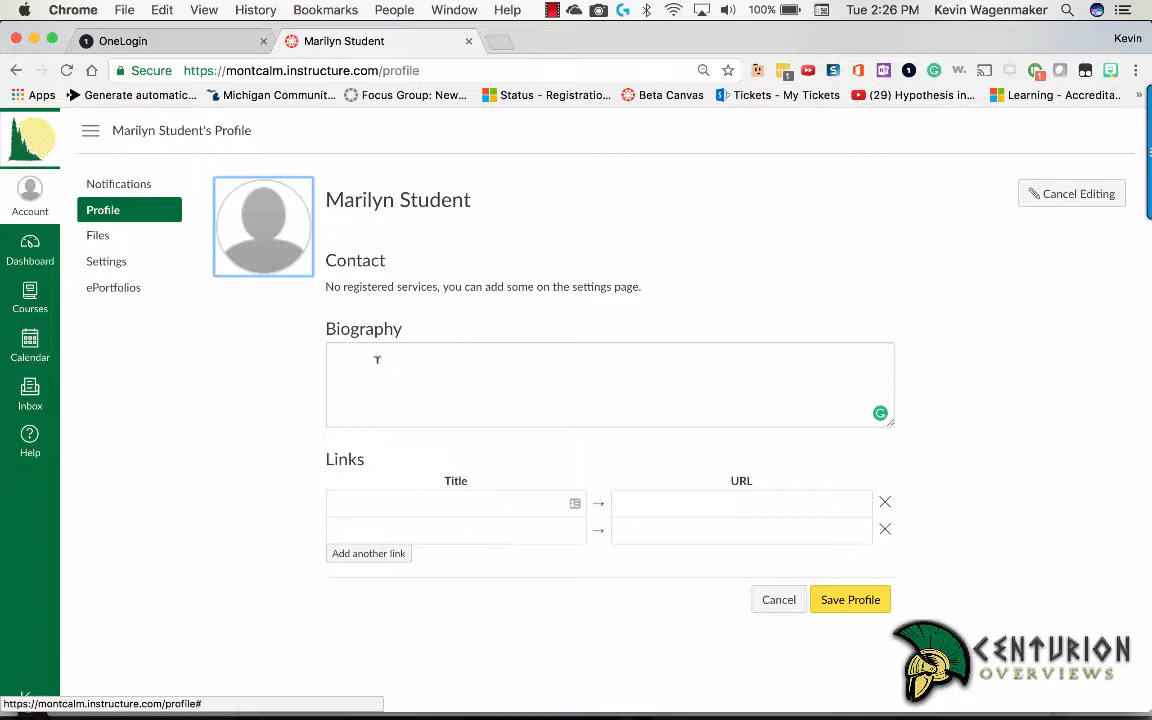 Chrome File Edit View History Bookmarks People Window Help 100% Tue 2:26 PM Kevin Wagenmaker
OneLogin Marilyn Student Kevin
Secure https://montcalm.instructure.com/profile
Apps Generate automatic... Michigan Communit... Focus Group: New... Status - Registratio... Beta Canvas Tickets - My Tickets (29) Hypothesis in... Learning - Accredita... »
Marilyn Student's Profile
Account
Dashboard
Courses
Calendar
Inbox
Help
Notifications
Profile
Files
Settings
ePortfolios
Marilyn Student
Cancel Editing
Contact
No registered services, you can add some on the settings page.
Biography
Links
Title URL
Add another link
Cancel Save Profile
CENTURION
OVERVIEWS
https://montcalm.instructure.com/profile#